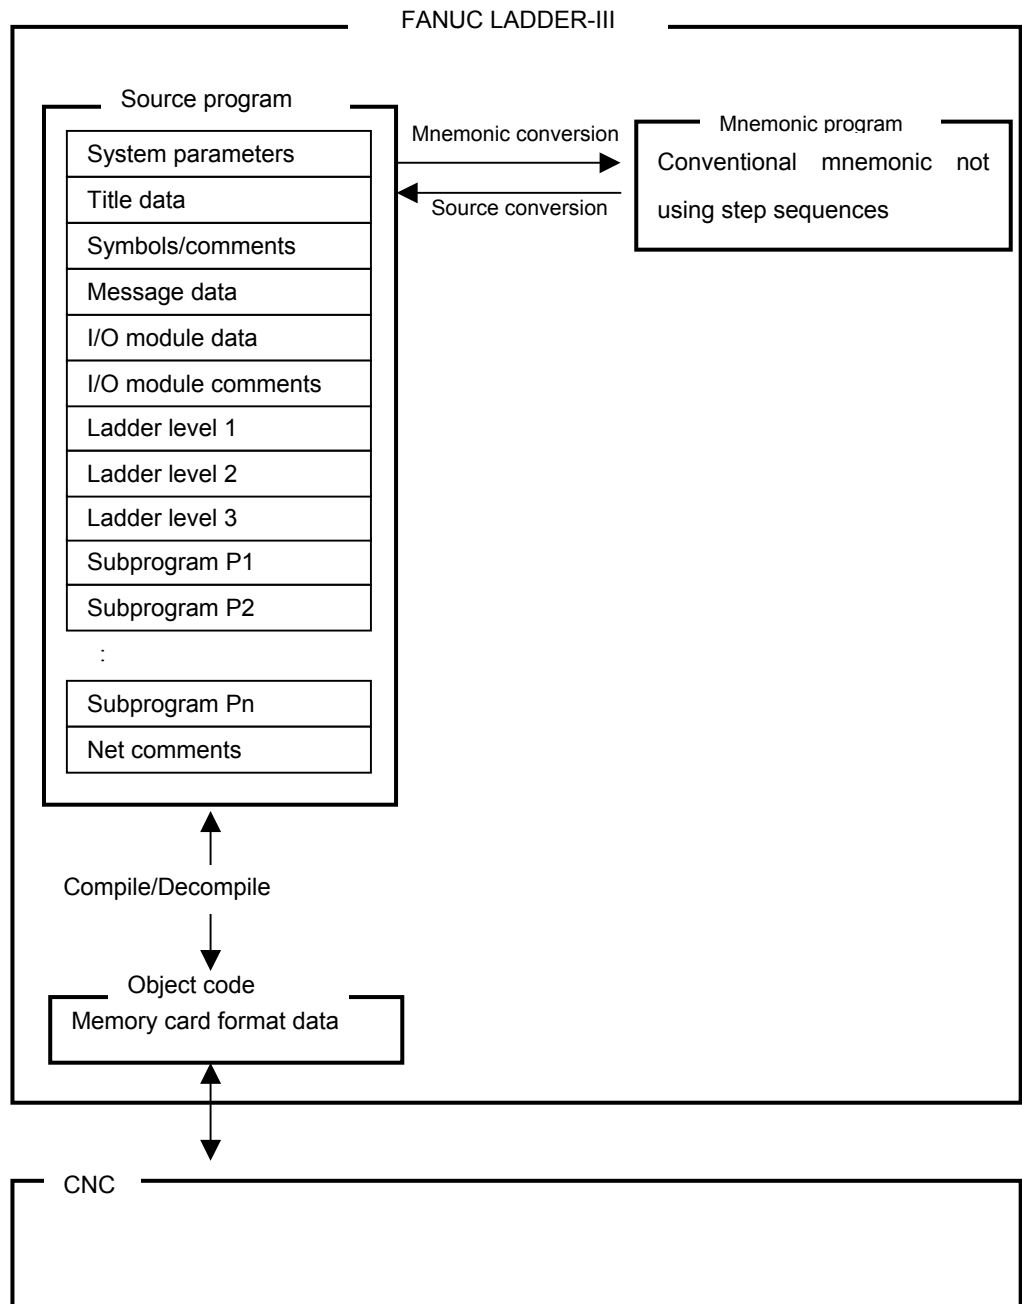 FANUC LADDER-III
Source program
System parameters
Title data
Symbols/comments
Message data
I/O module data
I/O module comments
Ladder level 1
Ladder level 2
Ladder level 3
Subprogram P1
Subprogram P2
:
Subprogram Pn
Net comments
Mnemonic conversion
Source conversion
Mnemonic program
Conventional mnemonic not
using step sequences
Compile/Decompile
Object code
Memory card format data
CNC